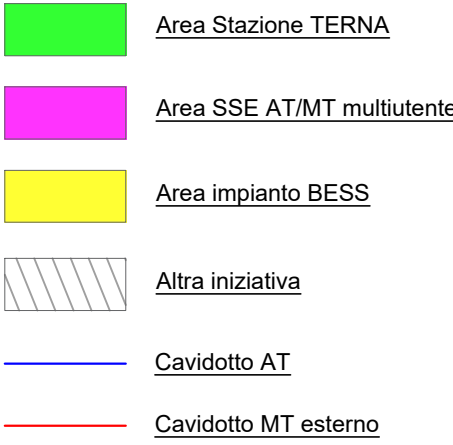 Area Stazione TERNA
Area SSE AT/MT multiutente
Area impianto BESS
Altra iniziativa
Cavidotto AT
Cavidotto MT esterno